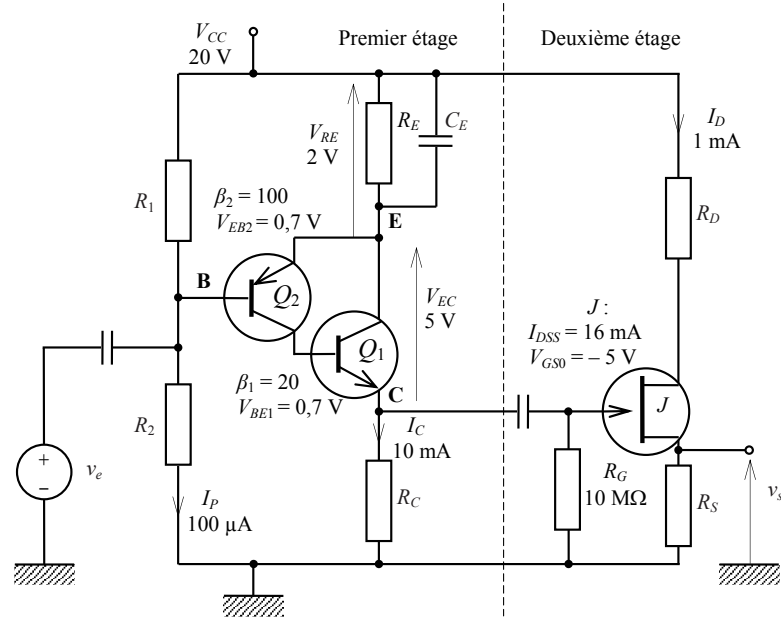 V_CC
20 V
Premier étage
Deuxième étage
V_RE
2 V
R_E
C_E
I_D
1 mA
R_1
β_2 = 100
V_EB2 = 0,7 V
E
R_D
B
Q_2
V_EC
5 V
J :
I_DSS = 16 mA
V_GS0 = – 5 V
Q_1
β_1 = 20
V_BE1 = 0,7 V
C
J
R_2
I_C
10 mA
v_e
+
−
I_P
100 µA
R_C
R_G
10 MΩ
R_S
v_s